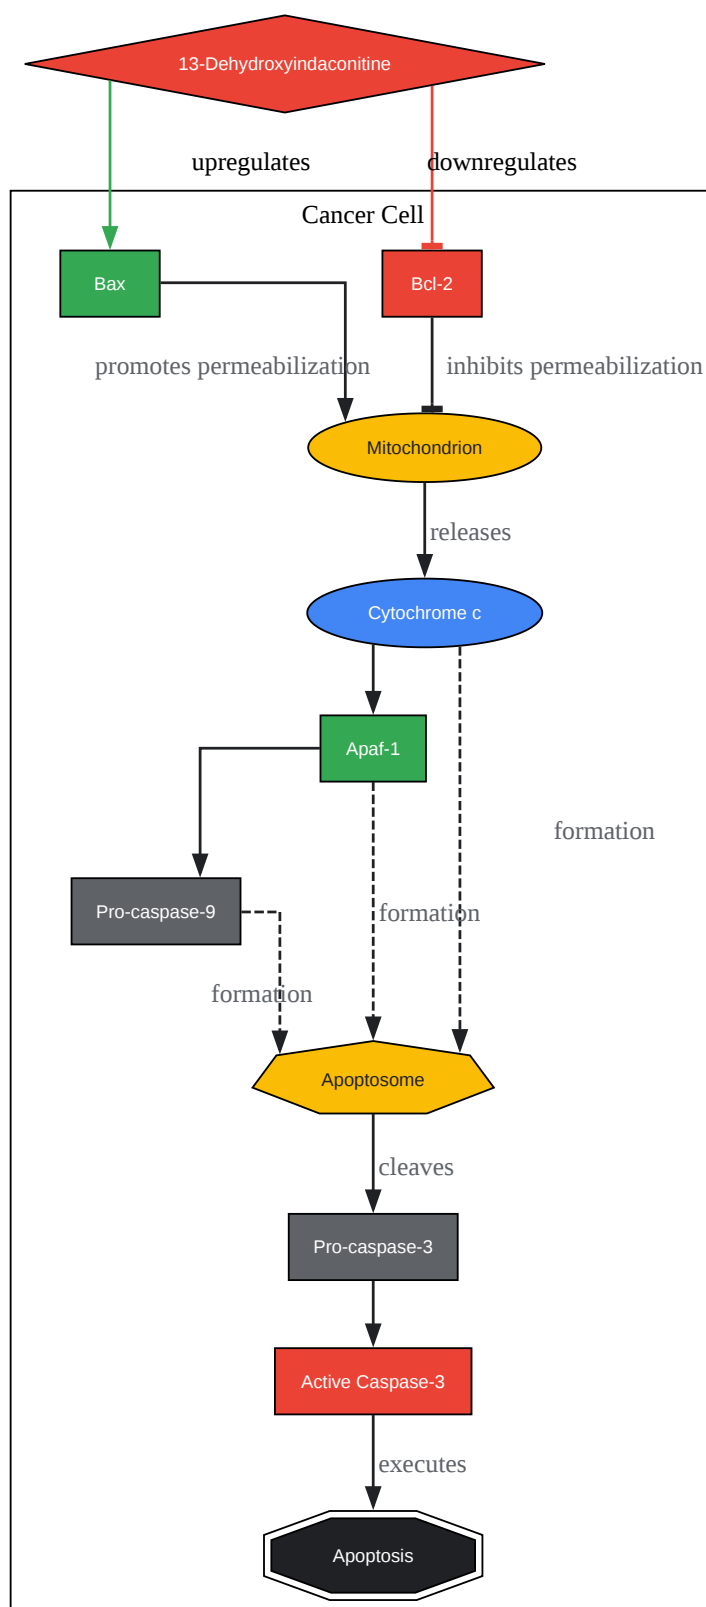 13-Dehydroxyindaconitine
upregulates
downregulates
Cancer Cell
Bax
Bcl-2
promotes permeabilization
inhibits permeabilization
Mitochondrion
releases
Cytochrome c
Apaf-1
formation
Pro-caspase-9
formation
formation
Apoptosome
cleaves
Pro-caspase-3
Active Caspase-3
executes
Apoptosis